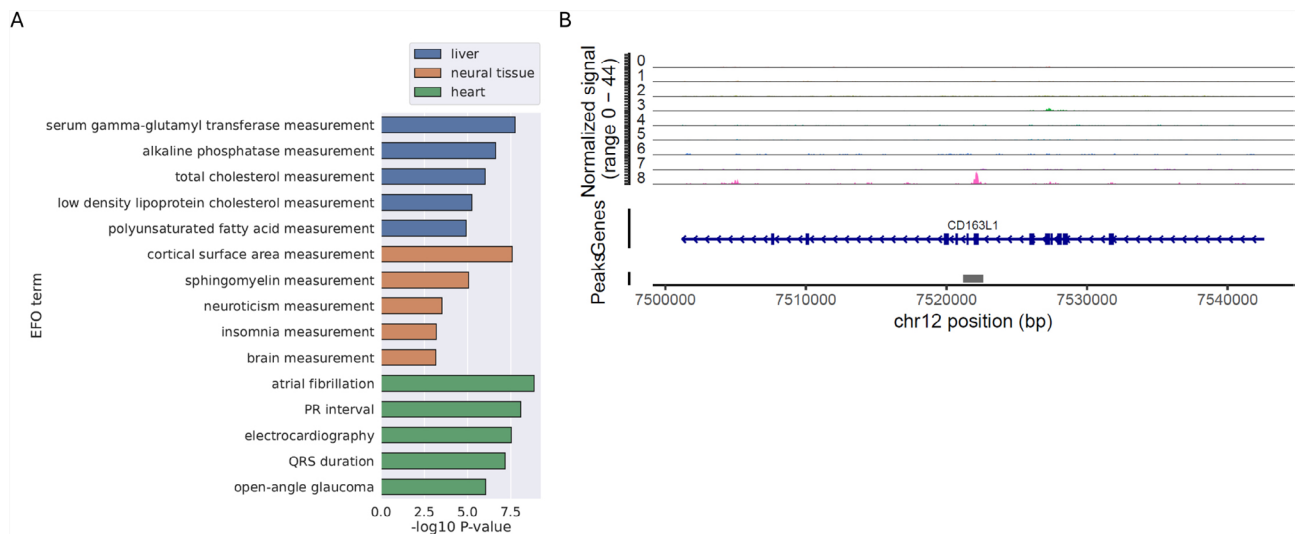 A
liver
neural tissue
heart
EFO term
serum gamma-glutamyl transferase measurement
alkaline phosphatase measurement
total cholesterol measurement
low density lipoprotein cholesterol measurement
polyunsaturated fatty acid measurement
cortical surface area measurement
sphingomyelin measurement
neuroticism measurement
insomnia measurement
brain measurement
atrial fibrillation
PR interval
electrocardiography
QRS duration
open-angle glaucoma
0.0 2.5 5.0 7.5
-log10 P-value
B
Normalized signal
(range 0 – 44)
0
1
2
3
4
5
6
7
8
Genes
CD163L1
Peaks
7500000 7510000 7520000 7530000 7540000
chr12 position (bp)